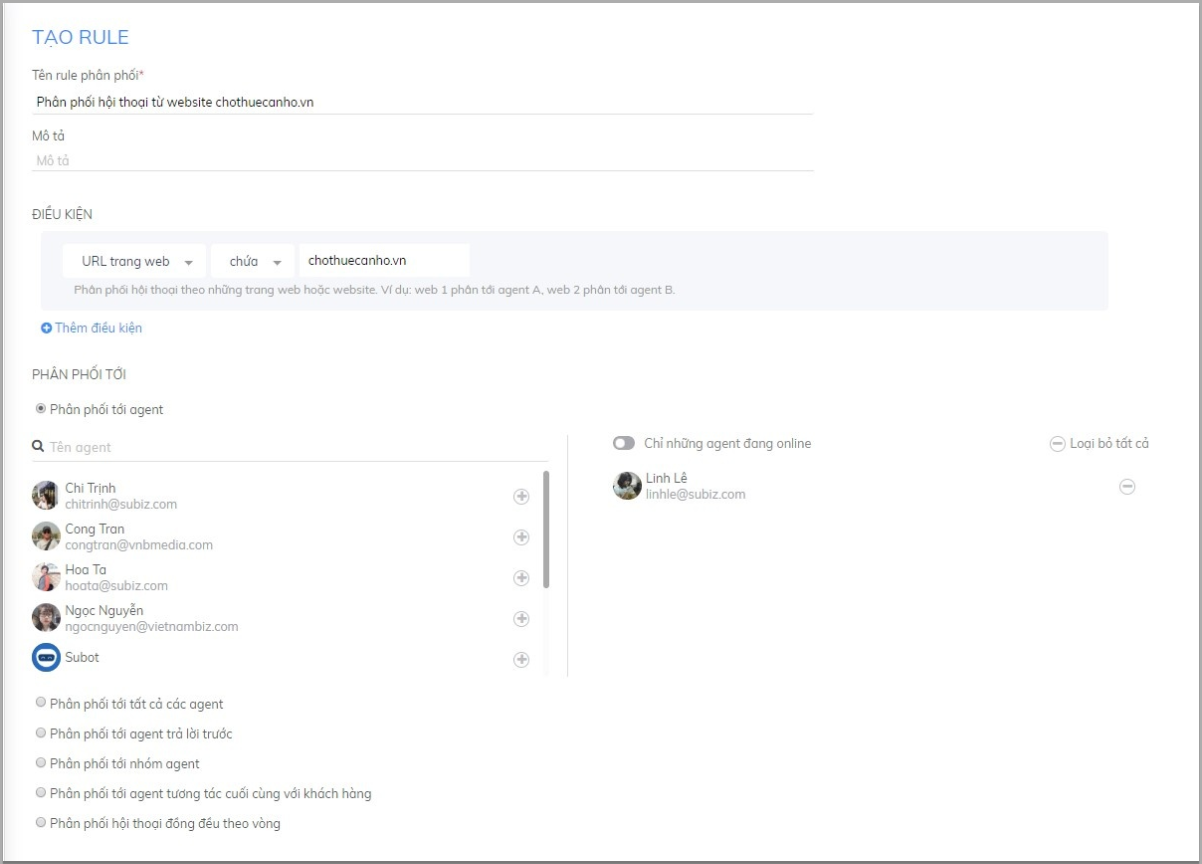 TẠO RULE
Tên rule phân phối*
Phân phối hội thoại từ website chothuecanho.vn
Mô tả
Mô tả
ĐIỀU KIỆN
URL trang web chứa chothuecanho.vn
Phân phối hội thoại theo những trang web hoặc website. Ví dụ: web 1 phân tới agent A, web 2 phân tới agent B.
Thêm điều kiện
PHÂN PHỐI TỚI
Phân phối tới agent
Tên agent
Chi Trịnh
chitrinh@subiz.com
Cong Tran
congtran@vnbmedia.com
Hoa Ta
hoata@subiz.com
Ngọc Nguyễn
ngocnguyen@vietnambiz.com
Subot
Chỉ những agent đang online Loại bỏ tất cả
Linh Lê
linhle@subiz.com
Phân phối tới tất cả các agent
Phân phối tới agent trả lời trước
Phân phối tới nhóm agent
Phân phối tới agent tương tác cuối cùng với khách hàng
Phân phối hội thoại đồng đều theo vòng